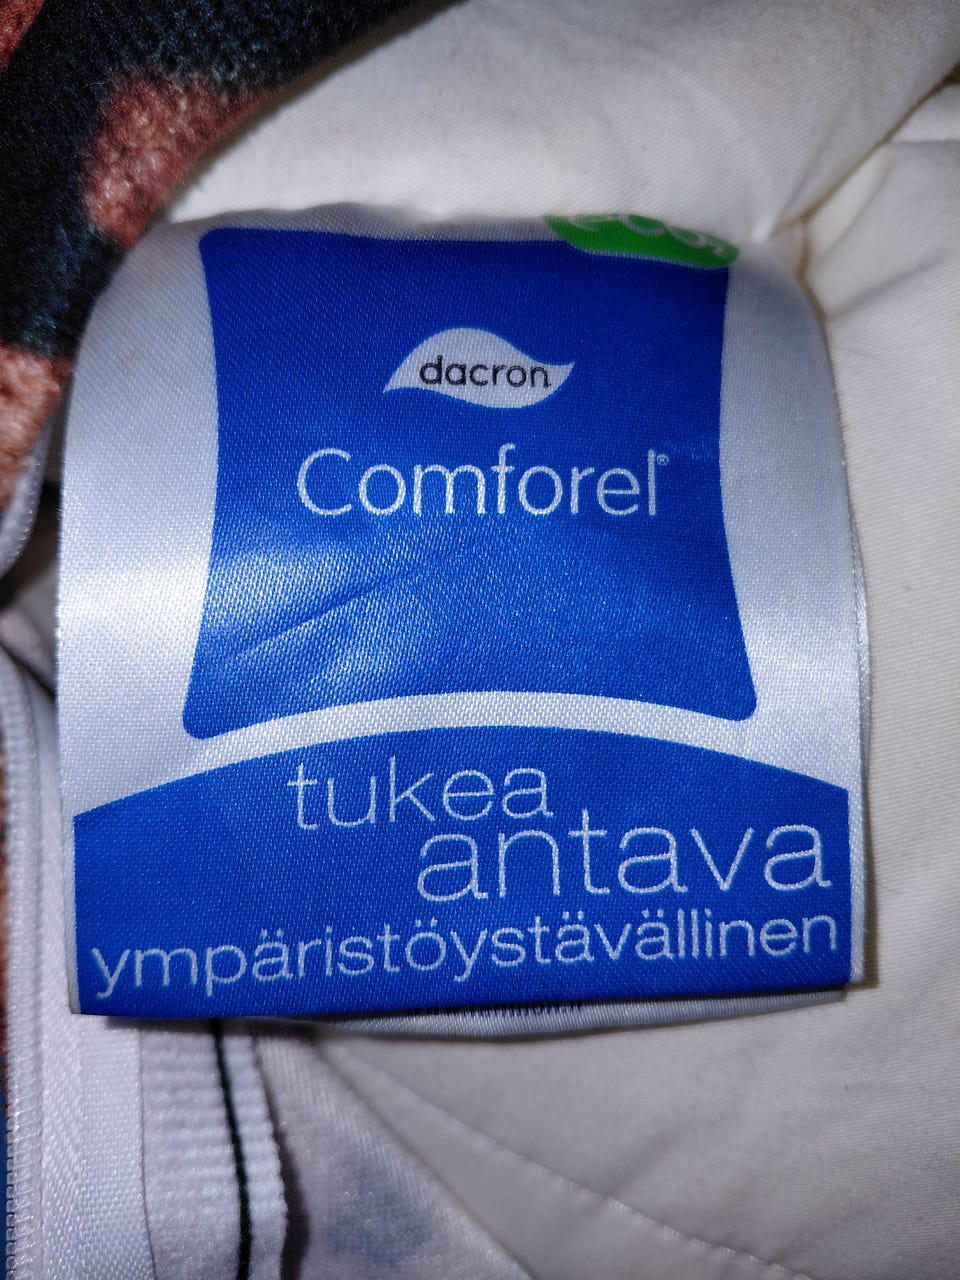 dacron
Comforel®
tukea
antava
ympäristöystävällinen